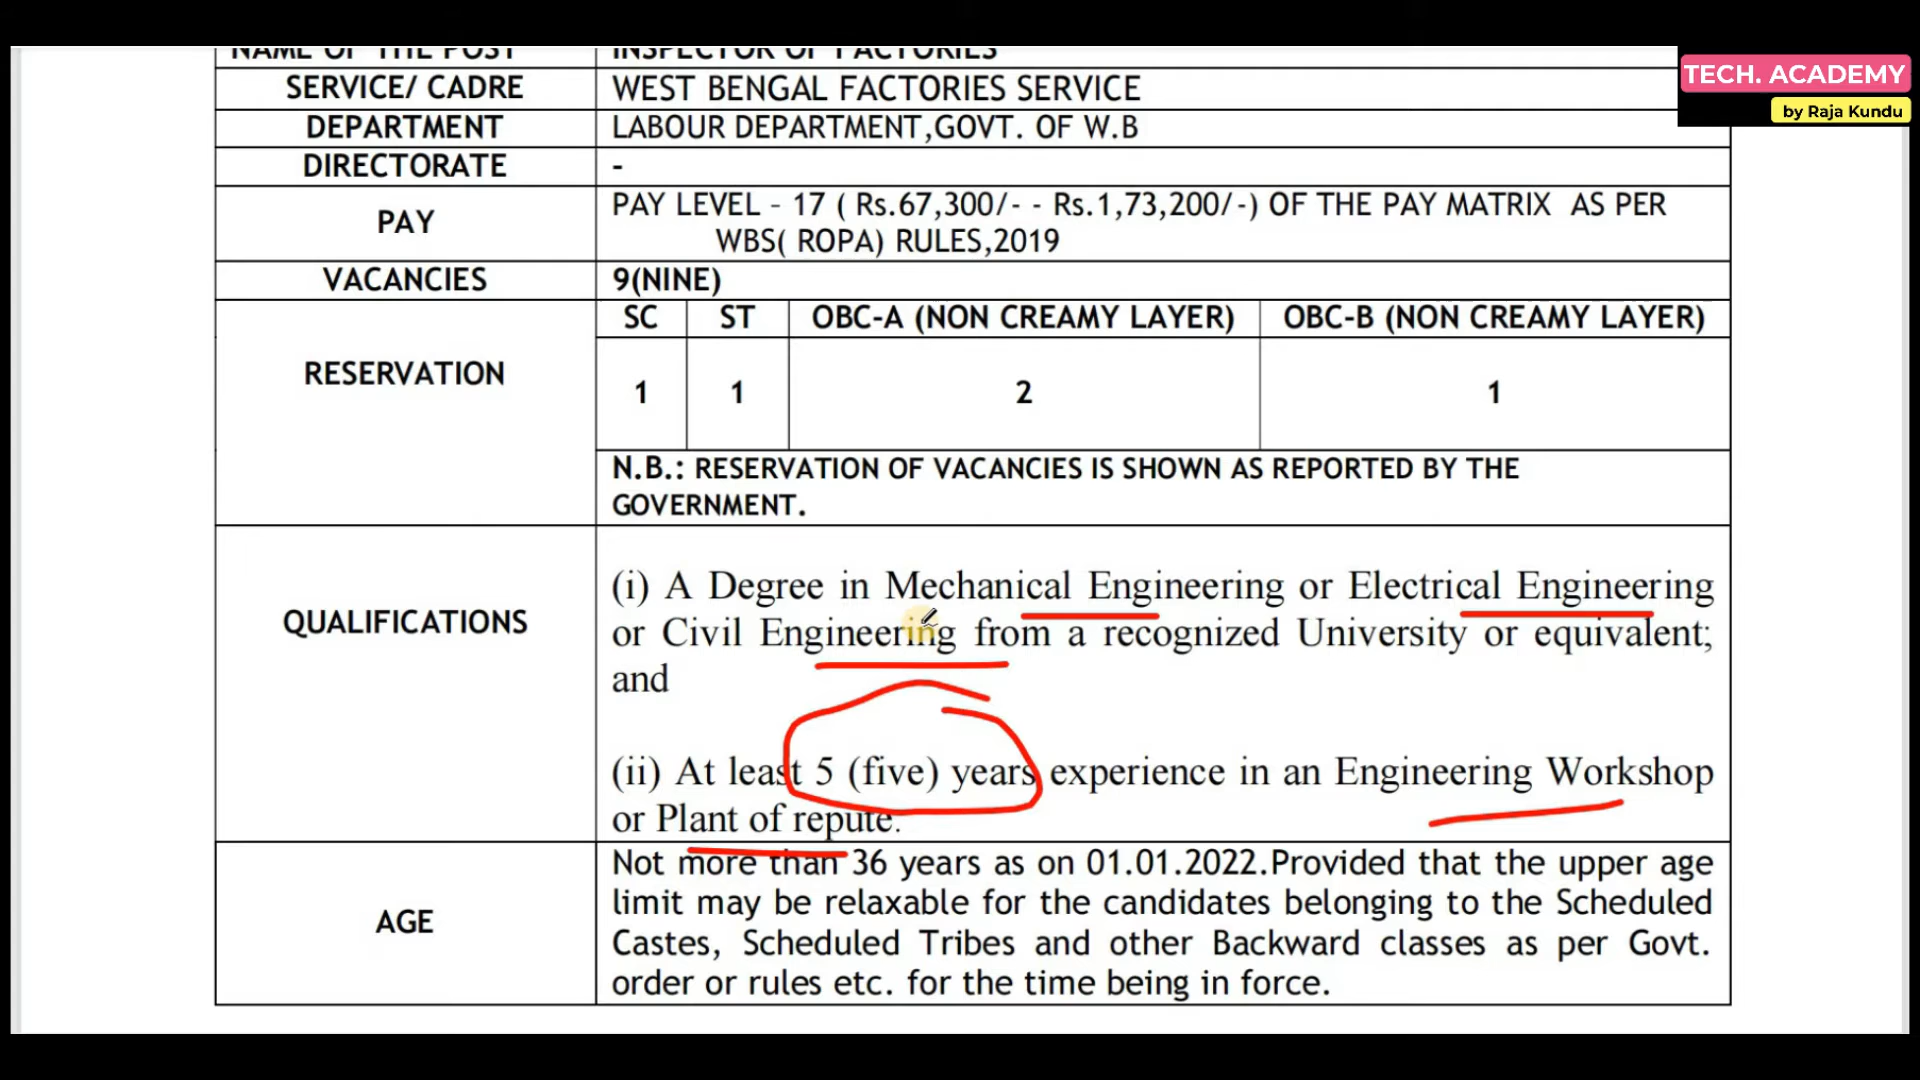 NAME OF THE POST INSPECTOR OF FACTORIES
TECH. ACADEMY
by Raja Kundu
SERVICE/ CADRE WEST BENGAL FACTORIES SERVICE
DEPARTMENT LABOUR DEPARTMENT,GOVT. OF W.B
DIRECTORATE -
PAY PAY LEVEL – 17 ( Rs.67,300/- - Rs.1,73,200/-) OF THE PAY MATRIX AS PER
WBS( ROPA) RULES,2019
VACANCIES 9(NINE)
RESERVATION
SC ST OBC-A (NON CREAMY LAYER) OBC-B (NON CREAMY LAYER)
1 1 2 1
N.B.: RESERVATION OF VACANCIES IS SHOWN AS REPORTED BY THE
GOVERNMENT.
QUALIFICATIONS
(i) A Degree in Mechanical Engineering or Electrical Engineering
or Civil Engineering from a recognized University or equivalent;
and
(ii) At least 5 (five) years experience in an Engineering Workshop
or Plant of repute.
AGE
Not more than 36 years as on 01.01.2022.Provided that the upper age
limit may be relaxable for the candidates belonging to the Scheduled
Castes, Scheduled Tribes and other Backward classes as per Govt.
order or rules etc. for the time being in force.